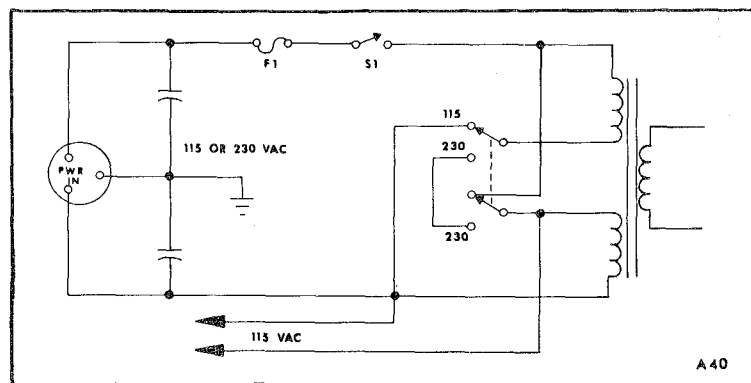 F1
S1
115
115 OR 230 VAC
230
PWR
IN
230
115 VAC
A40